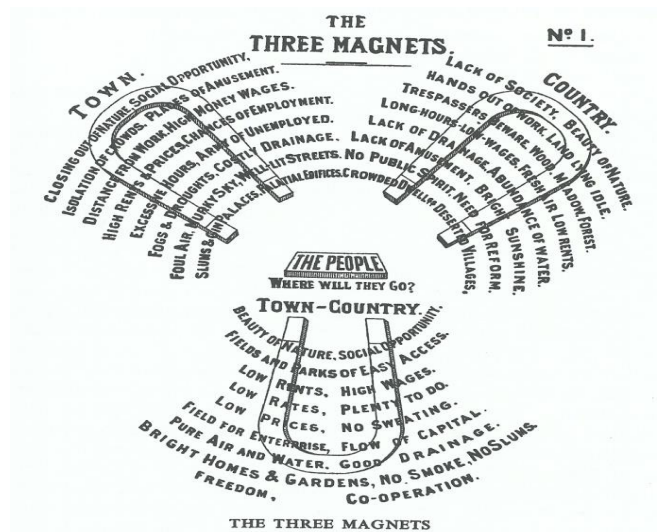 THE
THREE MAGNETS.
No 1.
TOWN.
CLOSING OUT OF NATURE. SOCIAL OPPORTUNITY.
ISOLATION OF CROWDS. PLACES OF AMUSEMENT.
DISTANCE FROM WORK. HIGH MONEY WAGES.
HIGH RENTS & PRICES. CHANCES OF EMPLOYMENT.
EXCESSIVE HOURS. ARMY OF UNEMPLOYED.
FOGS & DROUGHTS. COSTLY DRAINAGE.
FOUL AIR. MURKY SKY. WELL-LIT STREETS.
SLUMS & GIN PALACES. PALATIAL EDIFICES.
COUNTRY.
LACK OF SOCIETY. BEAUTY OF NATURE.
HANDS OUT OF WORK. LAND LYING IDLE.
TRESPASSERS BEWARE. WOOD, MEADOW, FOREST.
LONG-HOURS-LOW WAGES. FRESH AIR LOW RENTS.
LACK OF DRAINAGE. ABUNDANCE OF WATER.
LACK OF AMUSEMENT. BRIGHT SUNSHINE.
NO PUBLIC SPIRIT. NEED FOR REFORM.
CROWDED DWELLINGS DESERTED VILLAGES,
THE PEOPLE
WHERE WILL THEY GO?
TOWN-COUNTRY.
BEAUTY OF NATURE, SOCIAL OPPORTUNITY.
FIELDS AND PARKS OF EASY ACCESS.
LOW RENTS, HIGH WAGES.
LOW RATES, PLENTY TO DO.
LOW PRICES, NO SWEATING.
FIELD FOR ENTERPRISE, FLOW OF CAPITAL.
PURE AIR AND WATER. GOOD DRAINAGE.
BRIGHT HOMES & GARDENS, NO SMOKE, NO SLUMS.
FREEDOM, CO-OPERATION.
THE THREE MAGNETS